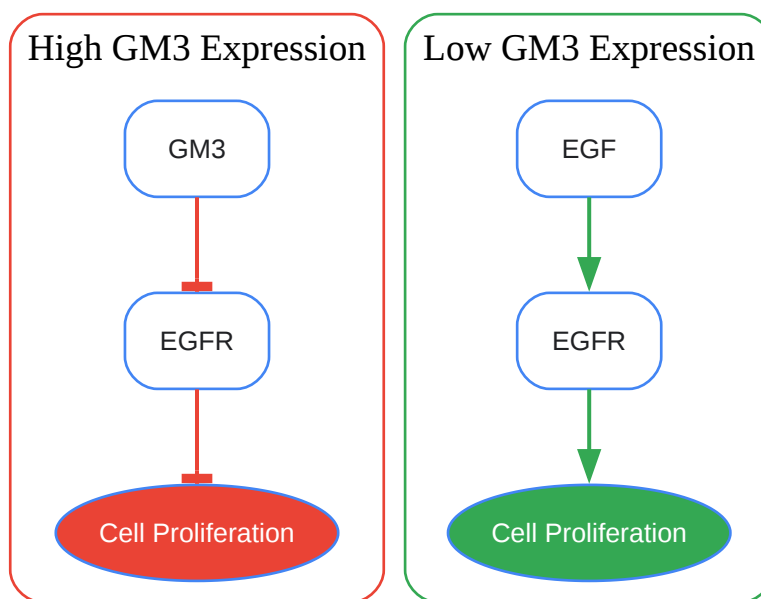 High GM3 Expression
GM3
EGFR
Cell Proliferation
Low GM3 Expression
EGF
EGFR
Cell Proliferation